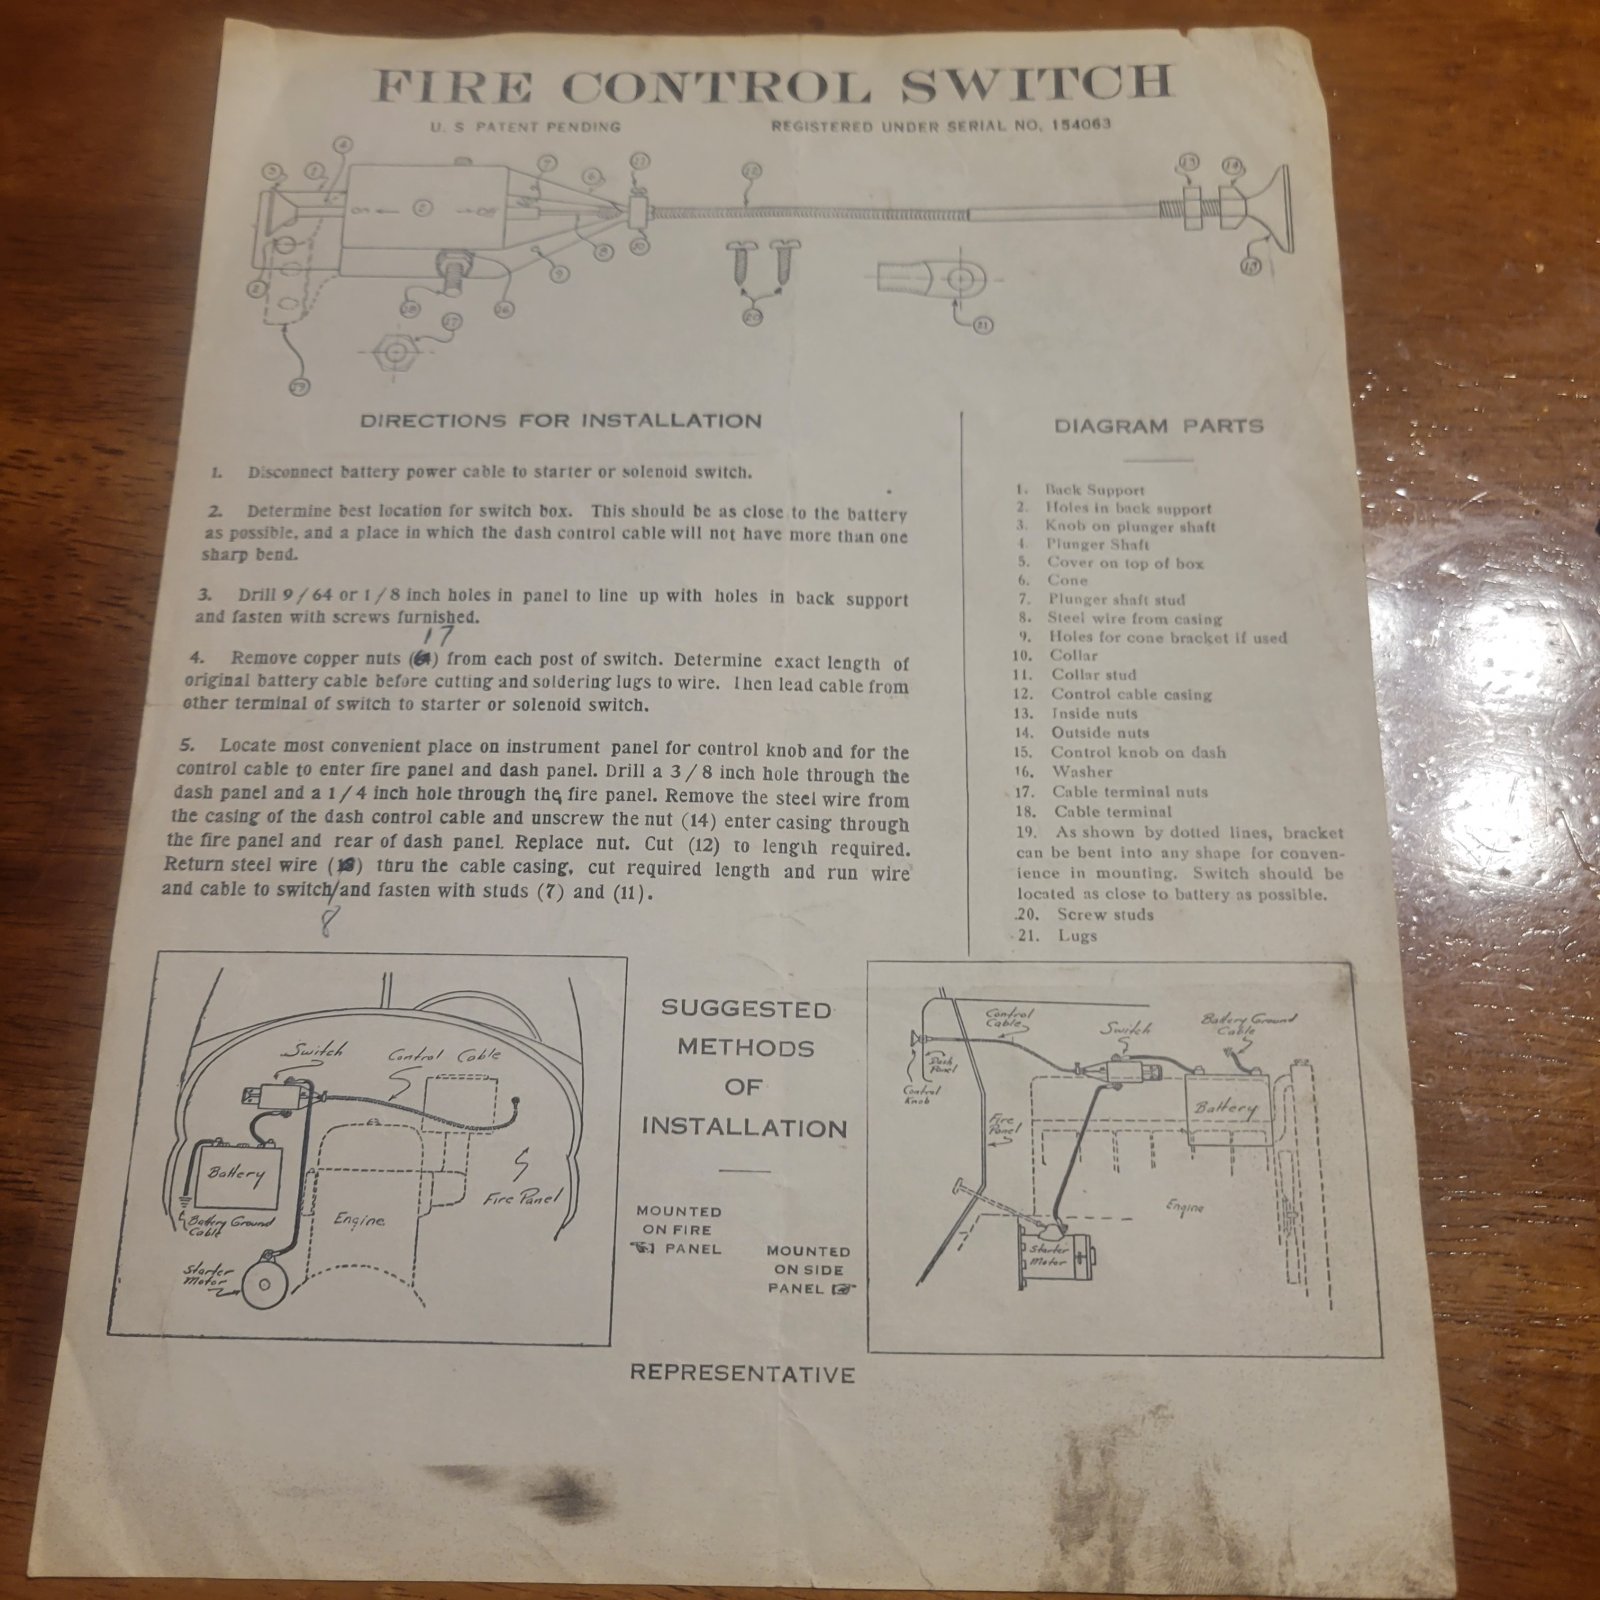 FIRE CONTROL SWITCH
U. S PATENT PENDING
REGISTERED UNDER SERIAL NO, 154063
DIRECTIONS FOR INSTALLATION
1. Disconnect battery power cable to starter or solenoid switch.
2. Determine best location for switch box. This should be as close to the battery
as possible, and a place in which the dash control cable will not have more than one
sharp bend.
3. Drill 9/64 or 1/8 inch holes in panel to line up with holes in back support
and fasten with screws furnished.
17
4. Remove copper nuts ( ) from each post of switch. Determine exact length of
original battery cable before cutting and soldering lugs to wire. Then lead cable from
other terminal of switch to starter or solenoid switch.
5. Locate most convenient place on instrument panel for control knob and for the
control cable to enter fire panel and dash panel. Drill a 3/8 inch hole through the
dash panel and a 1/4 inch hole through the fire panel. Remove the steel wire from
the casing of the dash control cable and unscrew the nut (14) enter casing through
the fire panel and rear of dash panel. Replace nut. Cut (12) to length required.
Return steel wire ( ) thru the cable casing, cut required length and run wire
and cable to switch/and fasten with studs (7) and (11).
8
DIAGRAM PARTS
1. Back Support
2. Holes in back support
3. Knob on plunger shaft
4. Plunger Shaft
5. Cover on top of box
6. Cone
7. Plunger shaft stud
8. Steel wire from casing
9. Holes for cone bracket if used
10. Collar
11. Collar stud
12. Control cable casing
13. Inside nuts
14. Outside nuts
15. Control knob on dash
16. Washer
17. Cable terminal nuts
18. Cable terminal
19. As shown by dotted lines, bracket
can be bent into any shape for conven-
ience in mounting. Switch should be
located as close to battery as possible.
20. Screw studs
21. Lugs
Switch
Control Cable
Battery
Battery Ground
Cable
Engine
Fire Panel
Starter
Motor
SUGGESTED
METHODS
OF
INSTALLATION
MOUNTED
ON FIRE
PANEL
MOUNTED
ON SIDE
PANEL
Control
Cable
Switch
Battery Ground
Cable
Dash
Panel
Control
Knob
Battery
Fire
Panel
Engine
Starter
Motor
REPRESENTATIVE